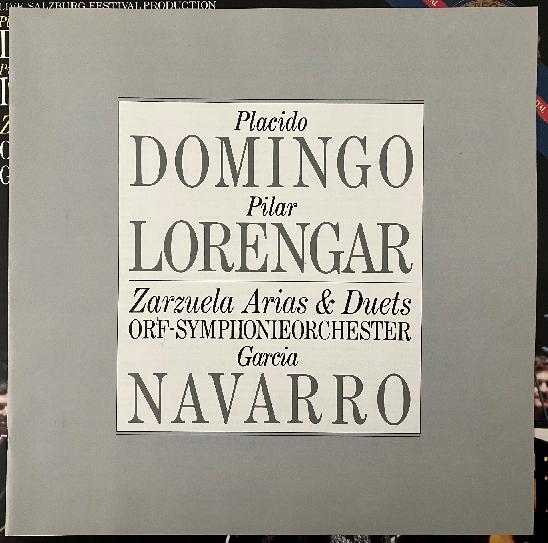 LIVE SALZBURG FESTIVAL PRODUCTION
Placido
DOMINGO
Pilar
LORENGAR
Zarzuela Arias & Duets
ORF-SYMPHONIEORCHESTER
Garcia
NAVARRO